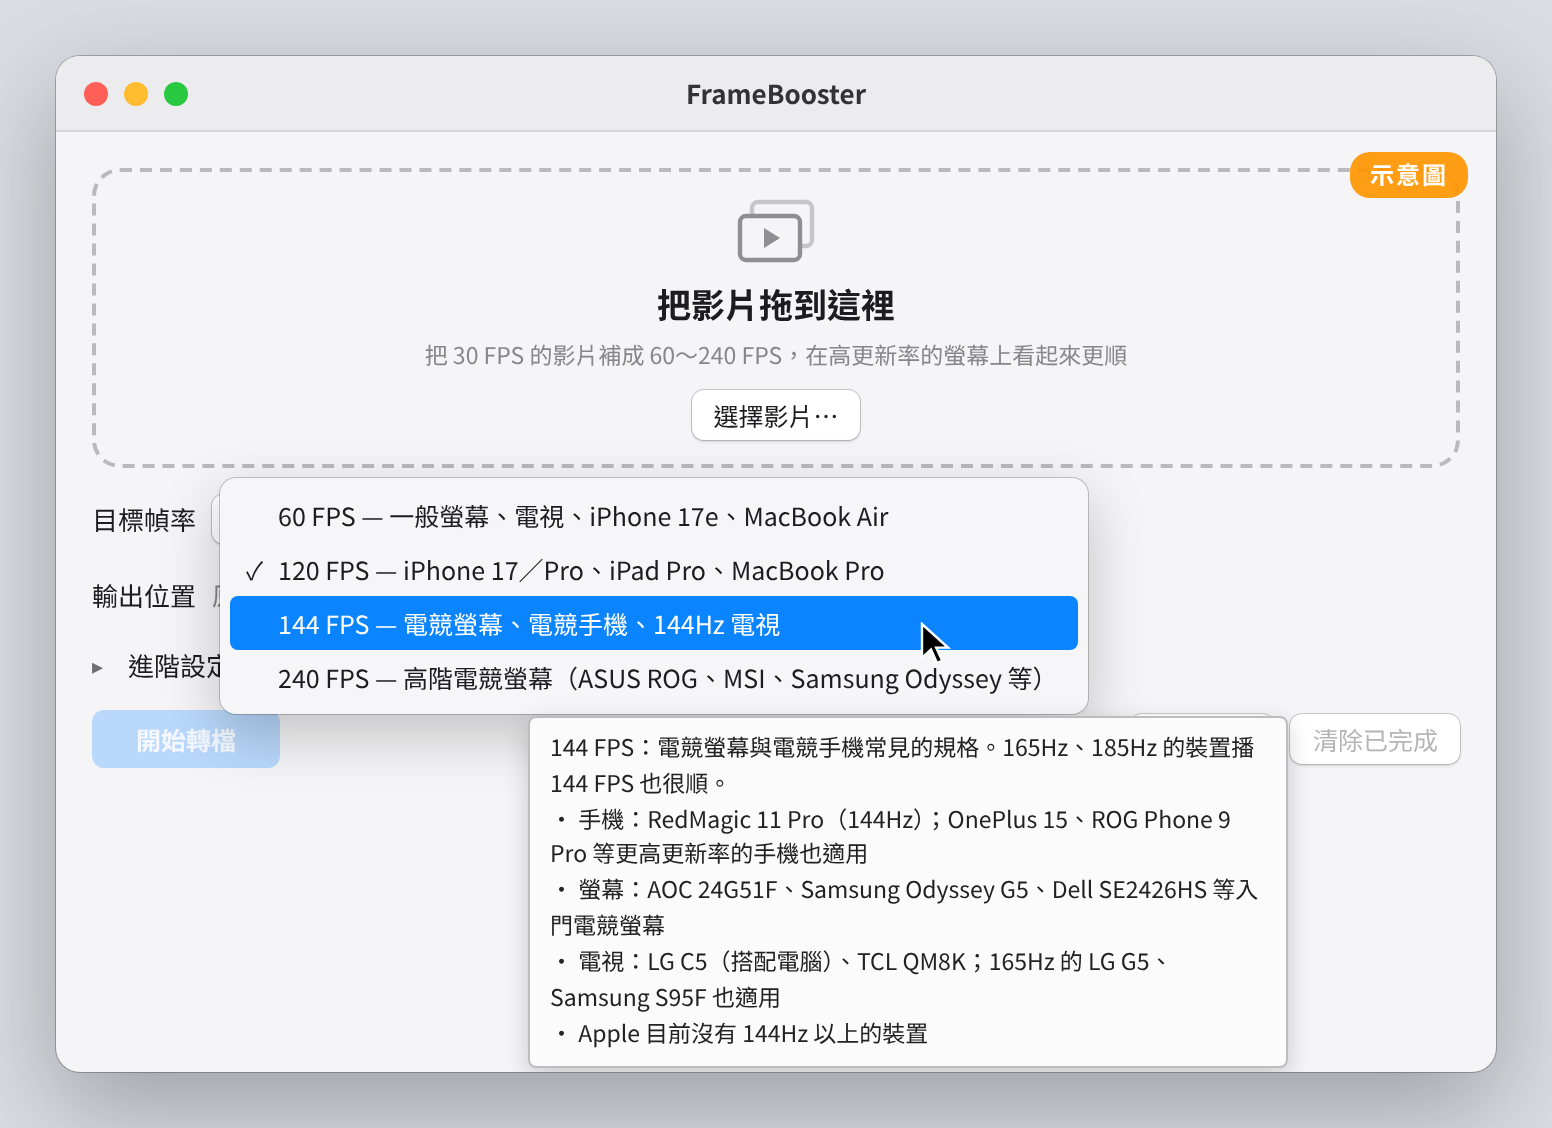 FrameBooster
示意圖
把影片拖到這裡
把 30 FPS 的影片補成 60～240 FPS，在高更新率的螢幕上看起來更順
選擇影片…
目標幀率
60 FPS — 一般螢幕、電視、iPhone 17e、MacBook Air
✓ 120 FPS — iPhone 17／Pro、iPad Pro、MacBook Pro
輸出位置
144 FPS — 電競螢幕、電競手機、144Hz 電視
▸ 進階設定
240 FPS — 高階電競螢幕（ASUS ROG、MSI、Samsung Odyssey 等）
開始轉檔
清除已完成
144 FPS：電競螢幕與電競手機常見的規格。165Hz、185Hz 的裝置播
144 FPS 也很順。
・ 手機：RedMagic 11 Pro（144Hz）；OnePlus 15、ROG Phone 9
Pro 等更高更新率的手機也適用
・ 螢幕：AOC 24G51F、Samsung Odyssey G5、Dell SE2426HS 等入
門電競螢幕
・ 電視：LG C5（搭配電腦）、TCL QM8K；165Hz 的 LG G5、
Samsung S95F 也適用
・ Apple 目前沒有 144Hz 以上的裝置